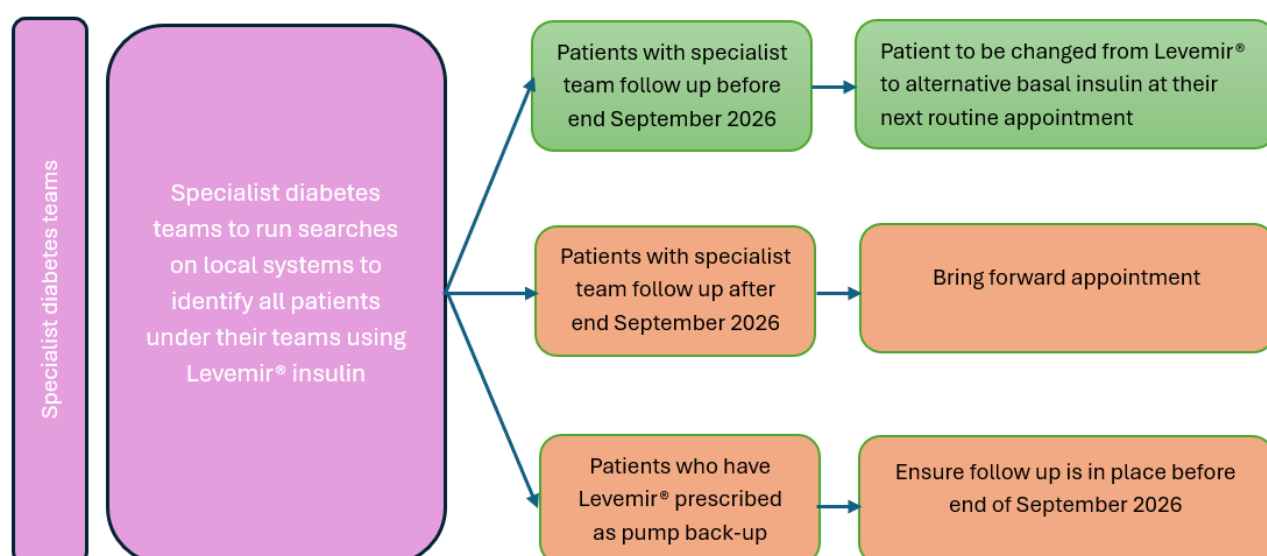 Specialist diabetes teams
Specialist diabetes
teams to run searches
on local systems to
identify all patients
under their teams using
Levemir® insulin
Patients with specialist
team follow up before
end September 2026
Patient to be changed from Levemir®
to alternative basal insulin at their
next routine appointment
Patients with specialist
team follow up after
end September 2026
Bring forward appointment
Patients who have
Levemir® prescribed
as pump back-up
Ensure follow up is in place before
end of September 2026